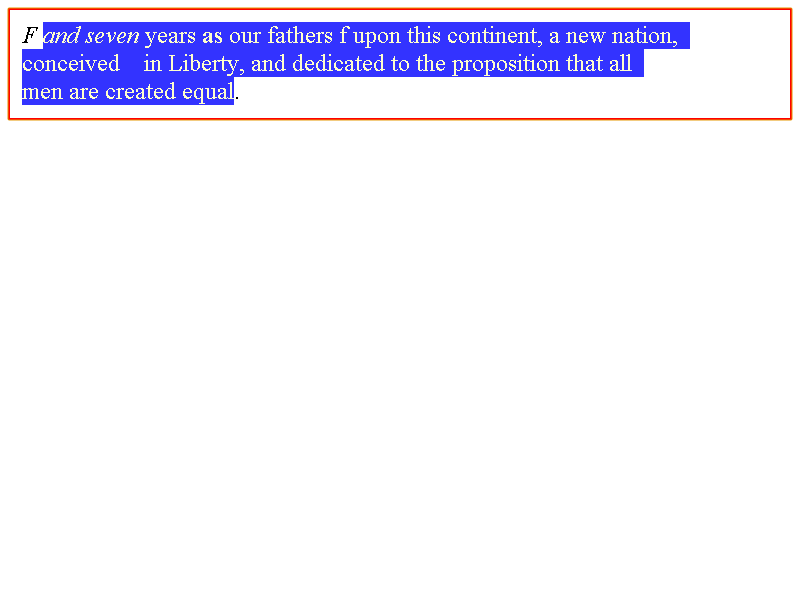 F and seven years as our fathers f upon this continent, a new nation,
conceived    in Liberty, and dedicated to the proposition that all
men are created equal.